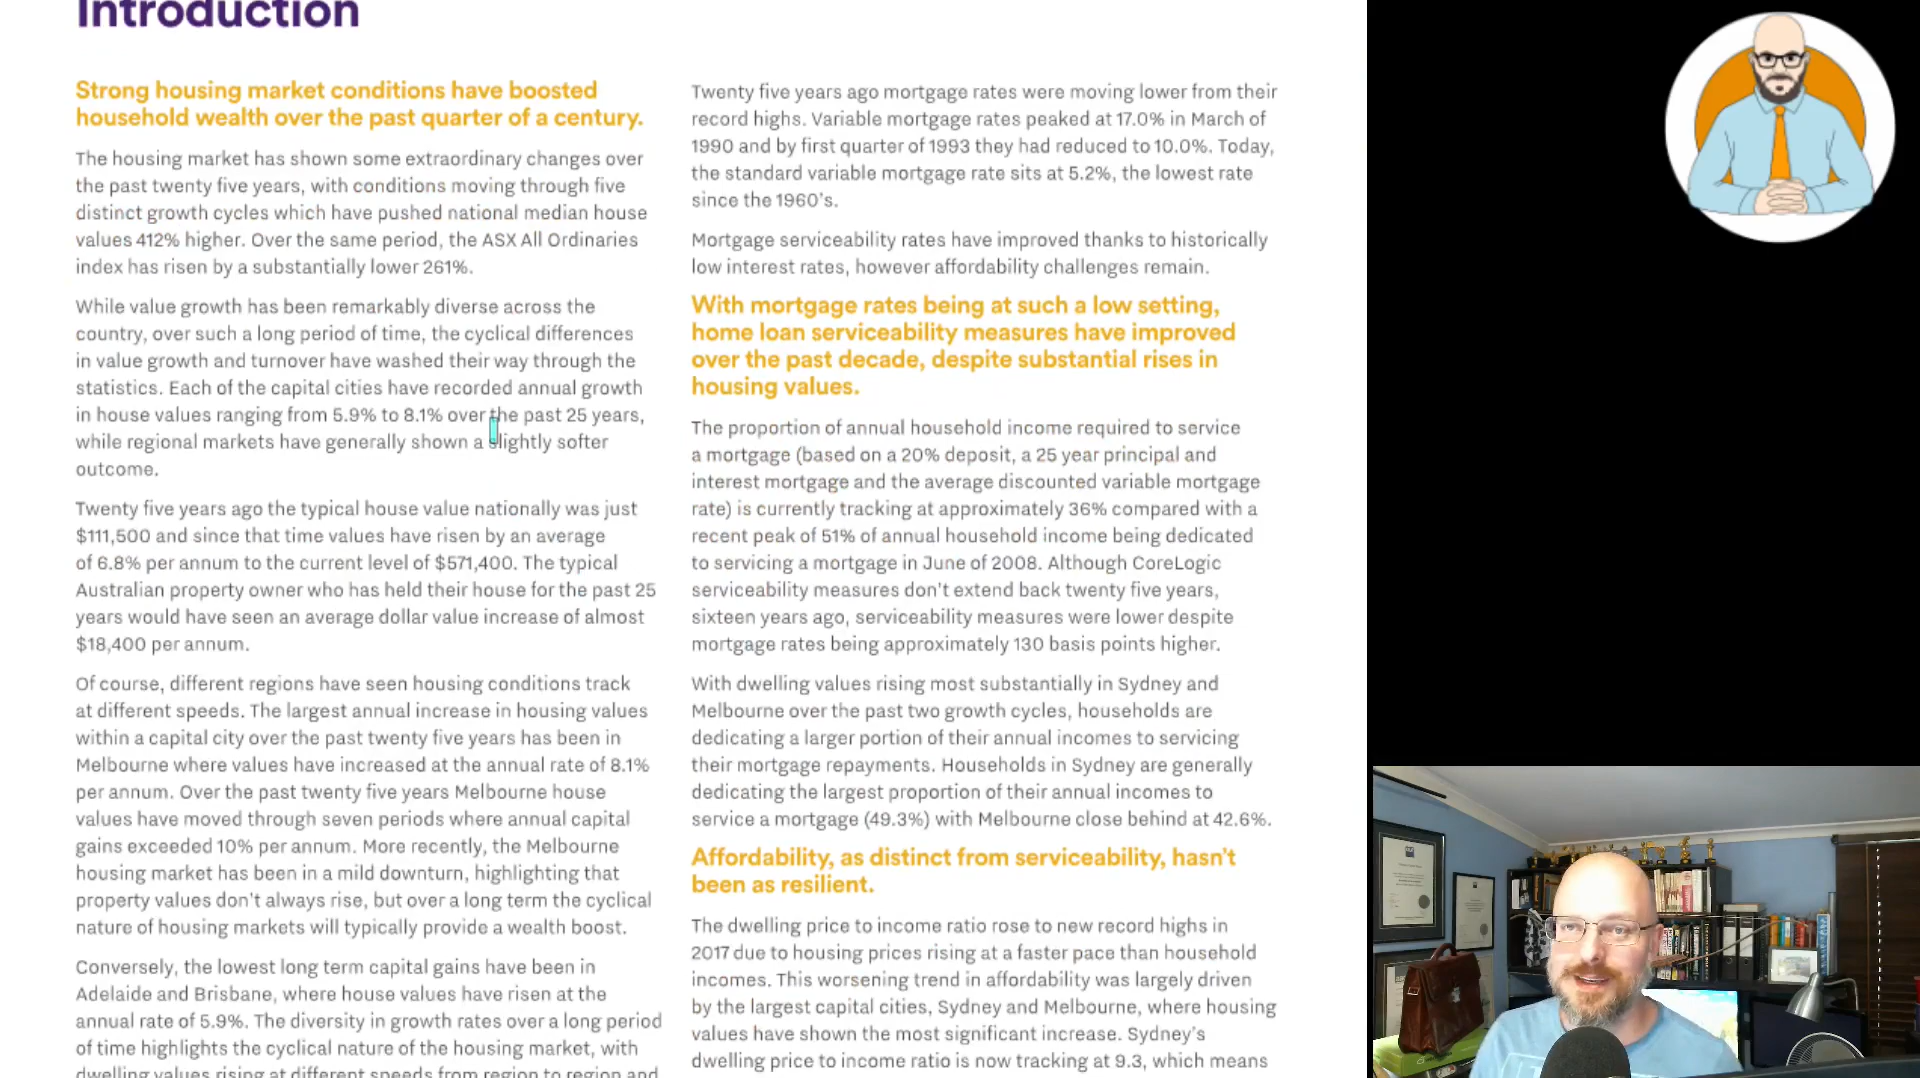 Introduction
Strong housing market conditions have boosted
household wealth over the past quarter of a century.
The housing market has shown some extraordinary changes over
the past twenty five years, with conditions moving through five
distinct growth cycles which have pushed national median house
values 412% higher. Over the same period, the ASX All Ordinaries
index has risen by a substantially lower 261%.
While value growth has been remarkably diverse across the
country, over such a long period of time, the cyclical differences
in value growth and turnover have washed their way through the
statistics. Each of the capital cities have recorded annual growth
in house values ranging from 5.9% to 8.1% over the past 25 years,
while regional markets have generally shown a slightly softer
outcome.
Twenty five years ago the typical house value nationally was just
$111,500 and since that time values have risen by an average
of 6.8% per annum to the current level of $571,400. The typical
Australian property owner who has held their house for the past 25
years would have seen an average dollar value increase of almost
$18,400 per annum.
Of course, different regions have seen housing conditions track
at different speeds. The largest annual increase in housing values
within a capital city over the past twenty five years has been in
Melbourne where values have increased at the annual rate of 8.1%
per annum. Over the past twenty five years Melbourne house
values have moved through seven periods where annual capital
gains exceeded 10% per annum. More recently, the Melbourne
housing market has been in a mild downturn, highlighting that
property values don't always rise, but over a long term the cyclical
nature of housing markets will typically provide a wealth boost.
Conversely, the lowest long term capital gains have been in
Adelaide and Brisbane, where house values have risen at the
annual rate of 5.9%. The diversity in growth rates over a long period
of time highlights the cyclical nature of the housing market, with
dwelling values rising at different speeds from region to region and
Twenty five years ago mortgage rates were moving lower from their
record highs. Variable mortgage rates peaked at 17.0% in March of
1990 and by first quarter of 1993 they had reduced to 10.0%. Today,
the standard variable mortgage rate sits at 5.2%, the lowest rate
since the 1960's.
Mortgage serviceability rates have improved thanks to historically
low interest rates, however affordability challenges remain.
With mortgage rates being at such a low setting,
home loan serviceability measures have improved
over the past decade, despite substantial rises in
housing values.
The proportion of annual household income required to service
a mortgage (based on a 20% deposit, a 25 year principal and
interest mortgage and the average discounted variable mortgage
rate) is currently tracking at approximately 36% compared with a
recent peak of 51% of annual household income being dedicated
to servicing a mortgage in June of 2008. Although CoreLogic
serviceability measures don't extend back twenty five years,
sixteen years ago, serviceability measures were lower despite
mortgage rates being approximately 130 basis points higher.
With dwelling values rising most substantially in Sydney and
Melbourne over the past two growth cycles, households are
dedicating a larger portion of their annual incomes to servicing
their mortgage repayments. Households in Sydney are generally
dedicating the largest proportion of their annual incomes to
service a mortgage (49.3%) with Melbourne close behind at 42.6%.
Affordability, as distinct from serviceability, hasn't
been as resilient.
The dwelling price to income ratio rose to new record highs in
2017 due to housing prices rising at a faster pace than household
incomes. This worsening trend in affordability was largely driven
by the largest capital cities, Sydney and Melbourne, where housing
values have shown the most significant increase. Sydney's
dwelling price to income ratio is now tracking at 9.3, which means